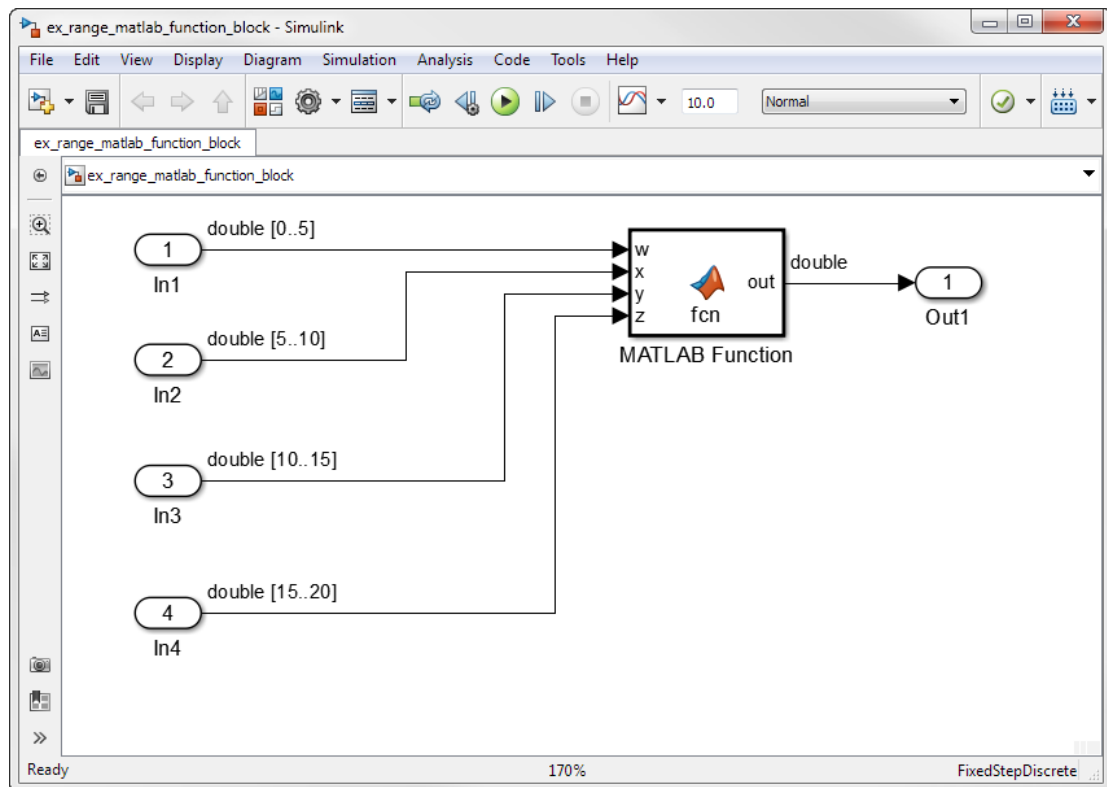 ex_range_matlab_function_block - Simulink
File Edit View Display Diagram Simulation Analysis Code Tools Help
10.0 Normal
ex_range_matlab_function_block
ex_range_matlab_function_block
double [0..5]
1
In1
double [5..10]
2
In2
double [10..15]
3
In3
double [15..20]
4
In4
w
x
y
z
fcn
out
MATLAB Function
double
1
Out1
Ready 170% FixedStepDiscrete